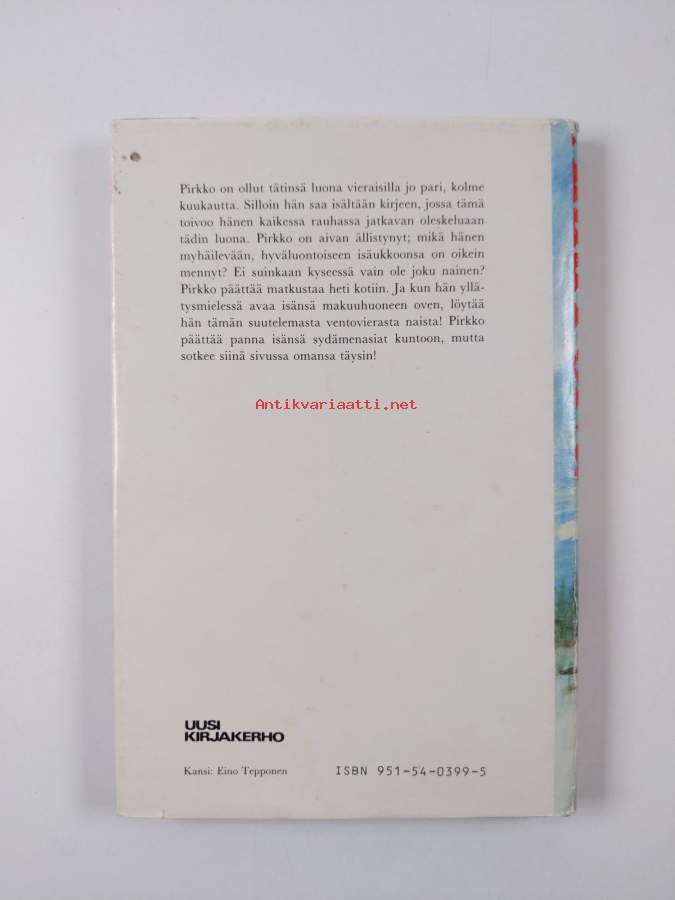 Pirkko on ollut tätinsä luona vieraisilla jo pari, kolme
kuukautta. Silloin hän saa isältään kirjeen, jossa tämä
toivoo hänen kaikessa rauhassa jatkavan oleskeluaan
tädin luona. Pirkko on aivan ällistynyt; mikä hänen
myhäilevään, hyväluontoiseen isäukkoonsa on oikein
mennyt? Ei suinkaan kyseessä vain ole joku nainen?
Pirkko päättää matkustaa heti kotiin. Ja kun hän yllä-
tysmielessä avaa isänsä makuuhuoneen oven, löytää
hän tämän suutelemasta ventovierasta naista! Pirkko
päättää panna isänsä sydämenasiat kuntoon, mutta
sotkee siinä sivussa omansa täysin!
Antikvariaatti.net
UUSI
KIRJAKERHO
Kansi: Eino Tepponen
ISBN 951-54-0399-5